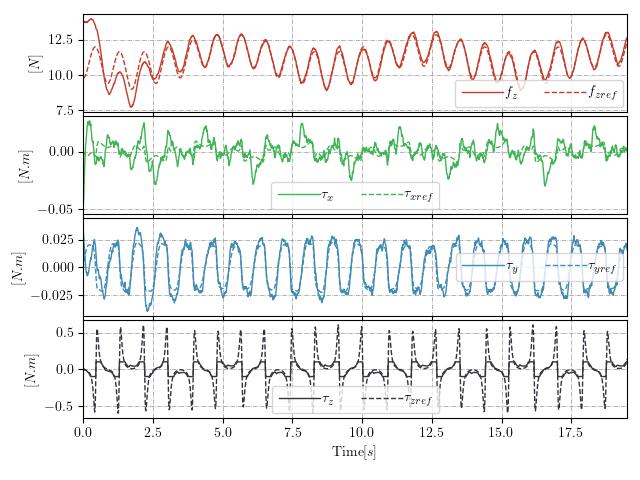 12.5
10.0
7.5
[N]
f_z f_zref
0.00
−0.05
[N.m]
τ_x τ_xref
0.025
0.000
−0.025
[N.m]
τ_y τ_yref
0.5
0.0
−0.5
[N.m]
τ_z τ_zref
0.0 2.5 5.0 7.5 10.0 12.5 15.0 17.5
Time[s]